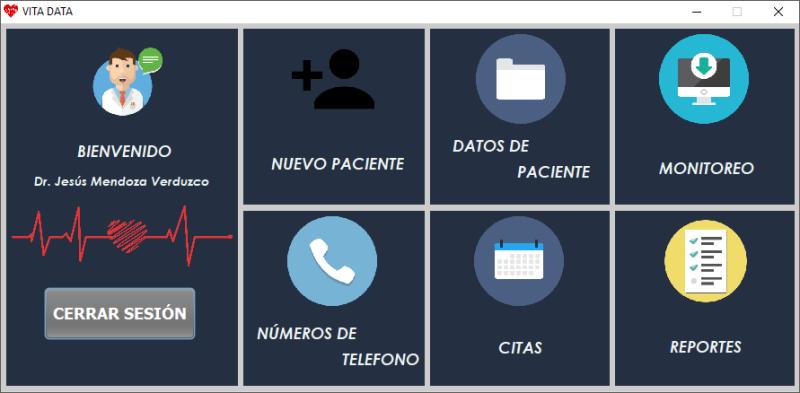 VITA DATA
BIENVENIDO
Dr. Jesús Mendoza Verduzco
CERRAR SESIÓN
NUEVO PACIENTE
DATOS DE
PACIENTE
MONITOREO
NÚMEROS DE
TELEFONO
CITAS
REPORTES